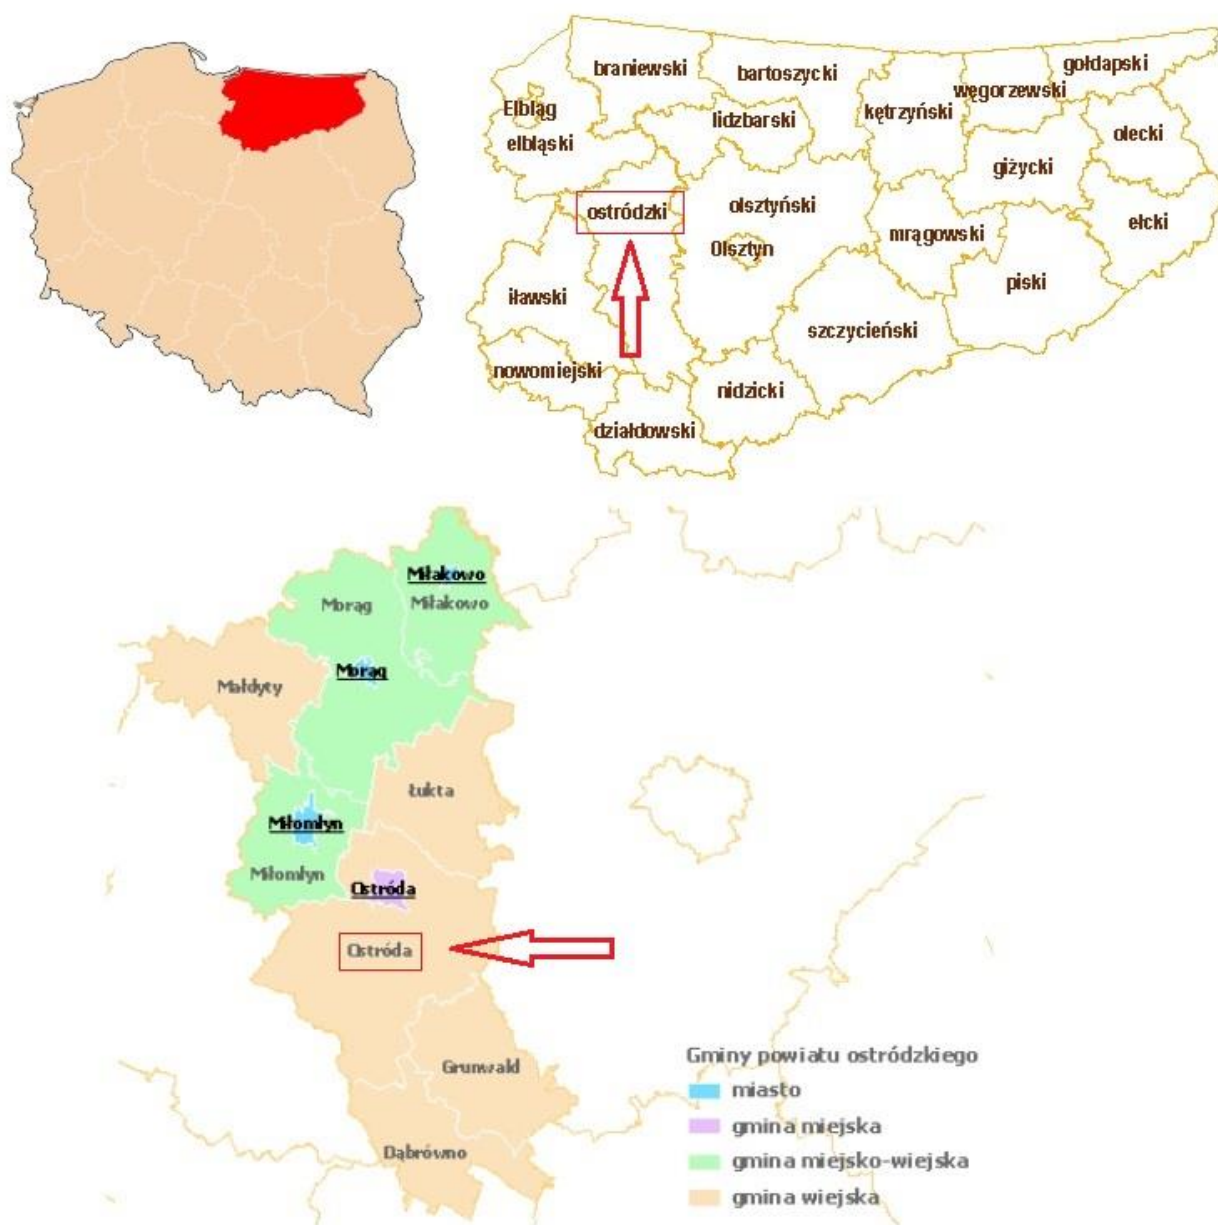 braniewski
bartoszycki
gołdapski
węgorzewski
Elbląg
kętrzyński
lidzbarski
olecki
elbląski
giżycki
ostródzki
olsztyński
ełcki
mrągowski
Olsztyn
piski
iławski
szczycieński
nowomiejski
nidzicki
działdowski
Miłakowo
Morąg
Miłakowo
Morąg
Małdyty
Łukta
Miłomłyn
Miłomłyn
Ostróda
Ostróda
Grunwald
Dąbrówno
Gminy powiatu ostródzkiego
miasto
gmina miejska
gmina miejsko-wiejska
gmina wiejska